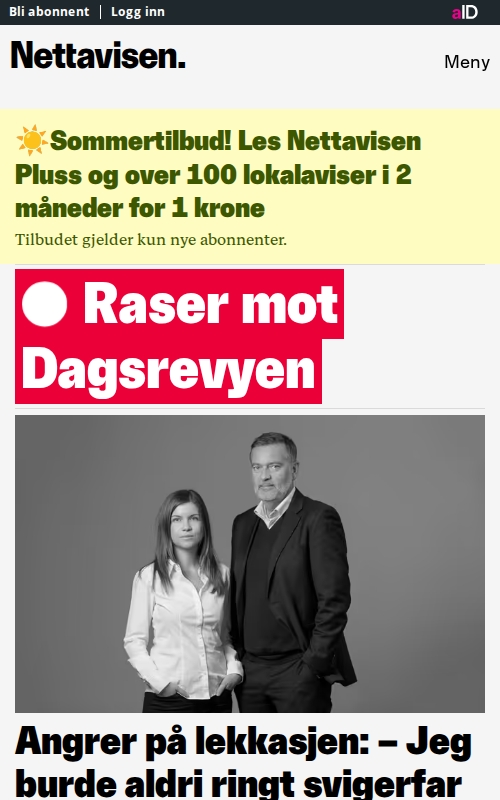 Bli abonnent | Logg inn
aID
Nettavisen.
Meny
☀️Sommertilbud! Les Nettavisen
Pluss og over 100 lokalaviser i 2
måneder for 1 krone
Tilbudet gjelder kun nye abonnenter.
⚪ Raser mot
Dagsrevyen
Angrer på lekkasjen: – Jeg
burde aldri ringt svigerfar